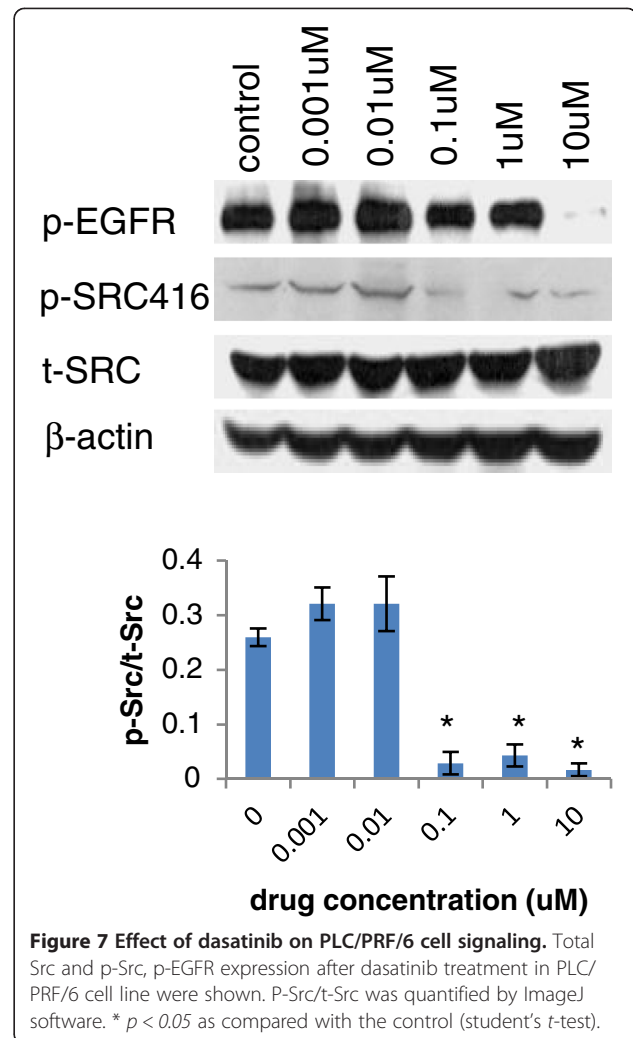 control 0.001uM 0.01uM 0.1uM 1uM 10uM
p-EGFR
p-SRC416
t-SRC
β-actin
p-Src/t-Src
0.4
0.3
0.2
0.1
0
* * *
0 0.001 0.01 0.1 1 10
drug concentration (uM)
Figure 7 Effect of dasatinib on PLC/PRF/6 cell signaling. Total
Src and p-Src, p-EGFR expression after dasatinib treatment in PLC/
PRF/6 cell line were shown. P-Src/t-Src was quantified by ImageJ
software. * p < 0.05 as compared with the control (student's t-test).